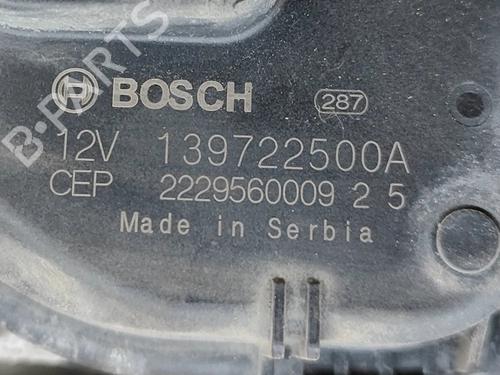 B-PARTS
BOSCH 287
12V 139722500A
CEP 2229560009 2 5
Made in Serbia